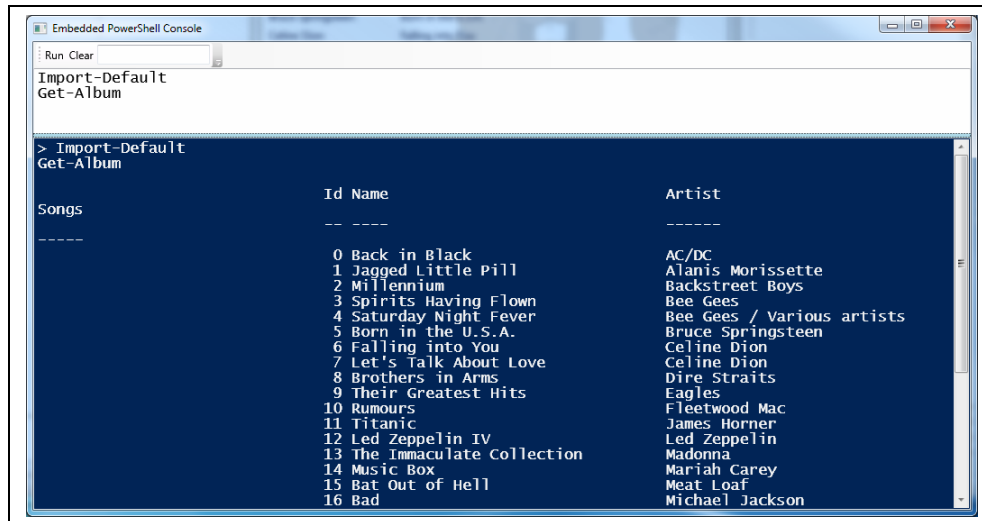 Embedded PowerShell Console
Run Clear
Import-Default
Get-Album
> Import-Default
Get-Album
Id Name Artist
Songs
-- ---- ------
-----
0 Back in Black AC/DC
1 Jagged Little Pill Alanis Morissette
2 Millennium Backstreet Boys
3 Spirits Having Flown Bee Gees
4 Saturday Night Fever Bee Gees / Various artists
5 Born in the U.S.A. Bruce Springsteen
6 Falling into You Celine Dion
7 Let's Talk About Love Celine Dion
8 Brothers in Arms Dire Straits
9 Their Greatest Hits Eagles
10 Rumours Fleetwood Mac
11 Titanic James Horner
12 Led Zeppelin IV Led Zeppelin
13 The Immaculate Collection Madonna
14 Music Box Mariah Carey
15 Bat Out of Hell Meat Loaf
16 Bad Michael Jackson